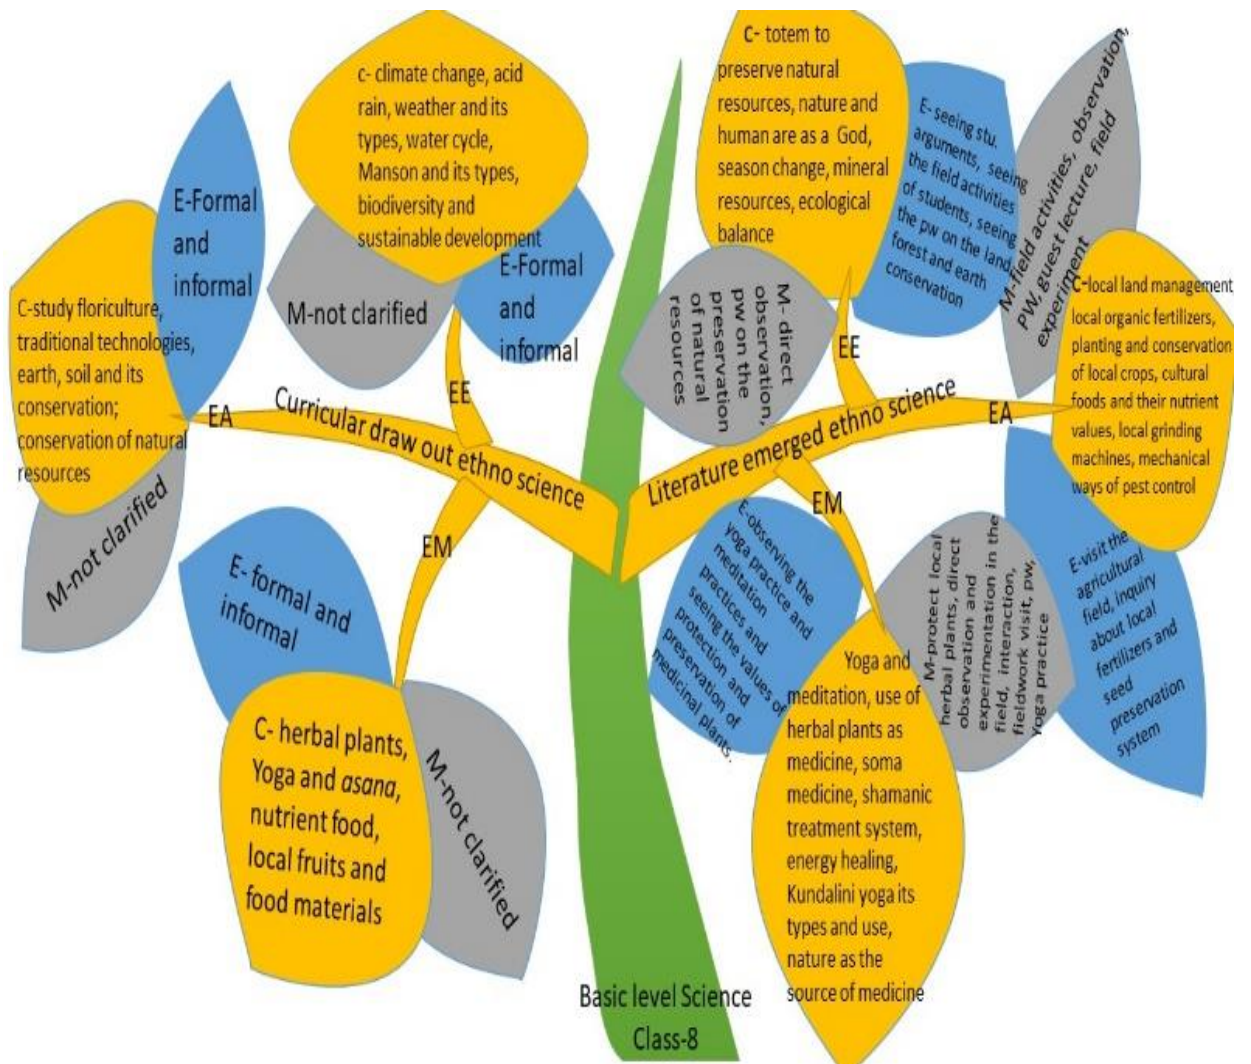 E-Formal
and
informal
C-study floriculture,
traditional technologies,
earth, soil and its
conservation;
conservation of natural
resources
M-not clarified
EA
c- climate change, acid
rain, weather and its
types, water cycle,
Manson and its types,
biodiversity and
sustainable development
M-not clarified
E-Formal
and
informal
EE
Curricular draw out ethno science
EM
E- formal and
informal
C- herbal plants,
Yoga and asana,
nutrient food,
local fruits and
food materials
M-not clarified
c- totem to
preserve natural
resources, nature and
human are as a God,
season change, mineral
resources, ecological
balance
E- seeing stu.
arguments, seeing
the field activities
of students, seeing
the pw on the land,
forest and earth
conservation
M- direct
observation,
pw on the
preservation
of natural
resources
EE
Literature emerged ethno science
EA
M-field activities, observation,
PW, guest lecture, field
experiment
C-local land management,
local organic fertilizers,
planting and conservation
of local crops, cultural
foods and their nutrient
values, local grinding
machines, mechanical
ways of pest control
E-visit the
agricultural
field, inquiry
about local
fertilizers and
seed
preservation
system
EM
E-observing the
yoga practice and
meditation
practices and
seeing the values of
protection and
preservation of
medicinal plants.
M-protect local
herbal plants, direct
observation and
experimentation in the
field, interaction,
fieldwork visit, pw,
Yoga practice
Yoga and
meditation, use of
herbal plants as
medicine, soma
medicine, shamanic
treatment system,
energy healing,
Kundalini yoga its
types and use,
nature as the
source of medicine
Basic level Science
Class-8